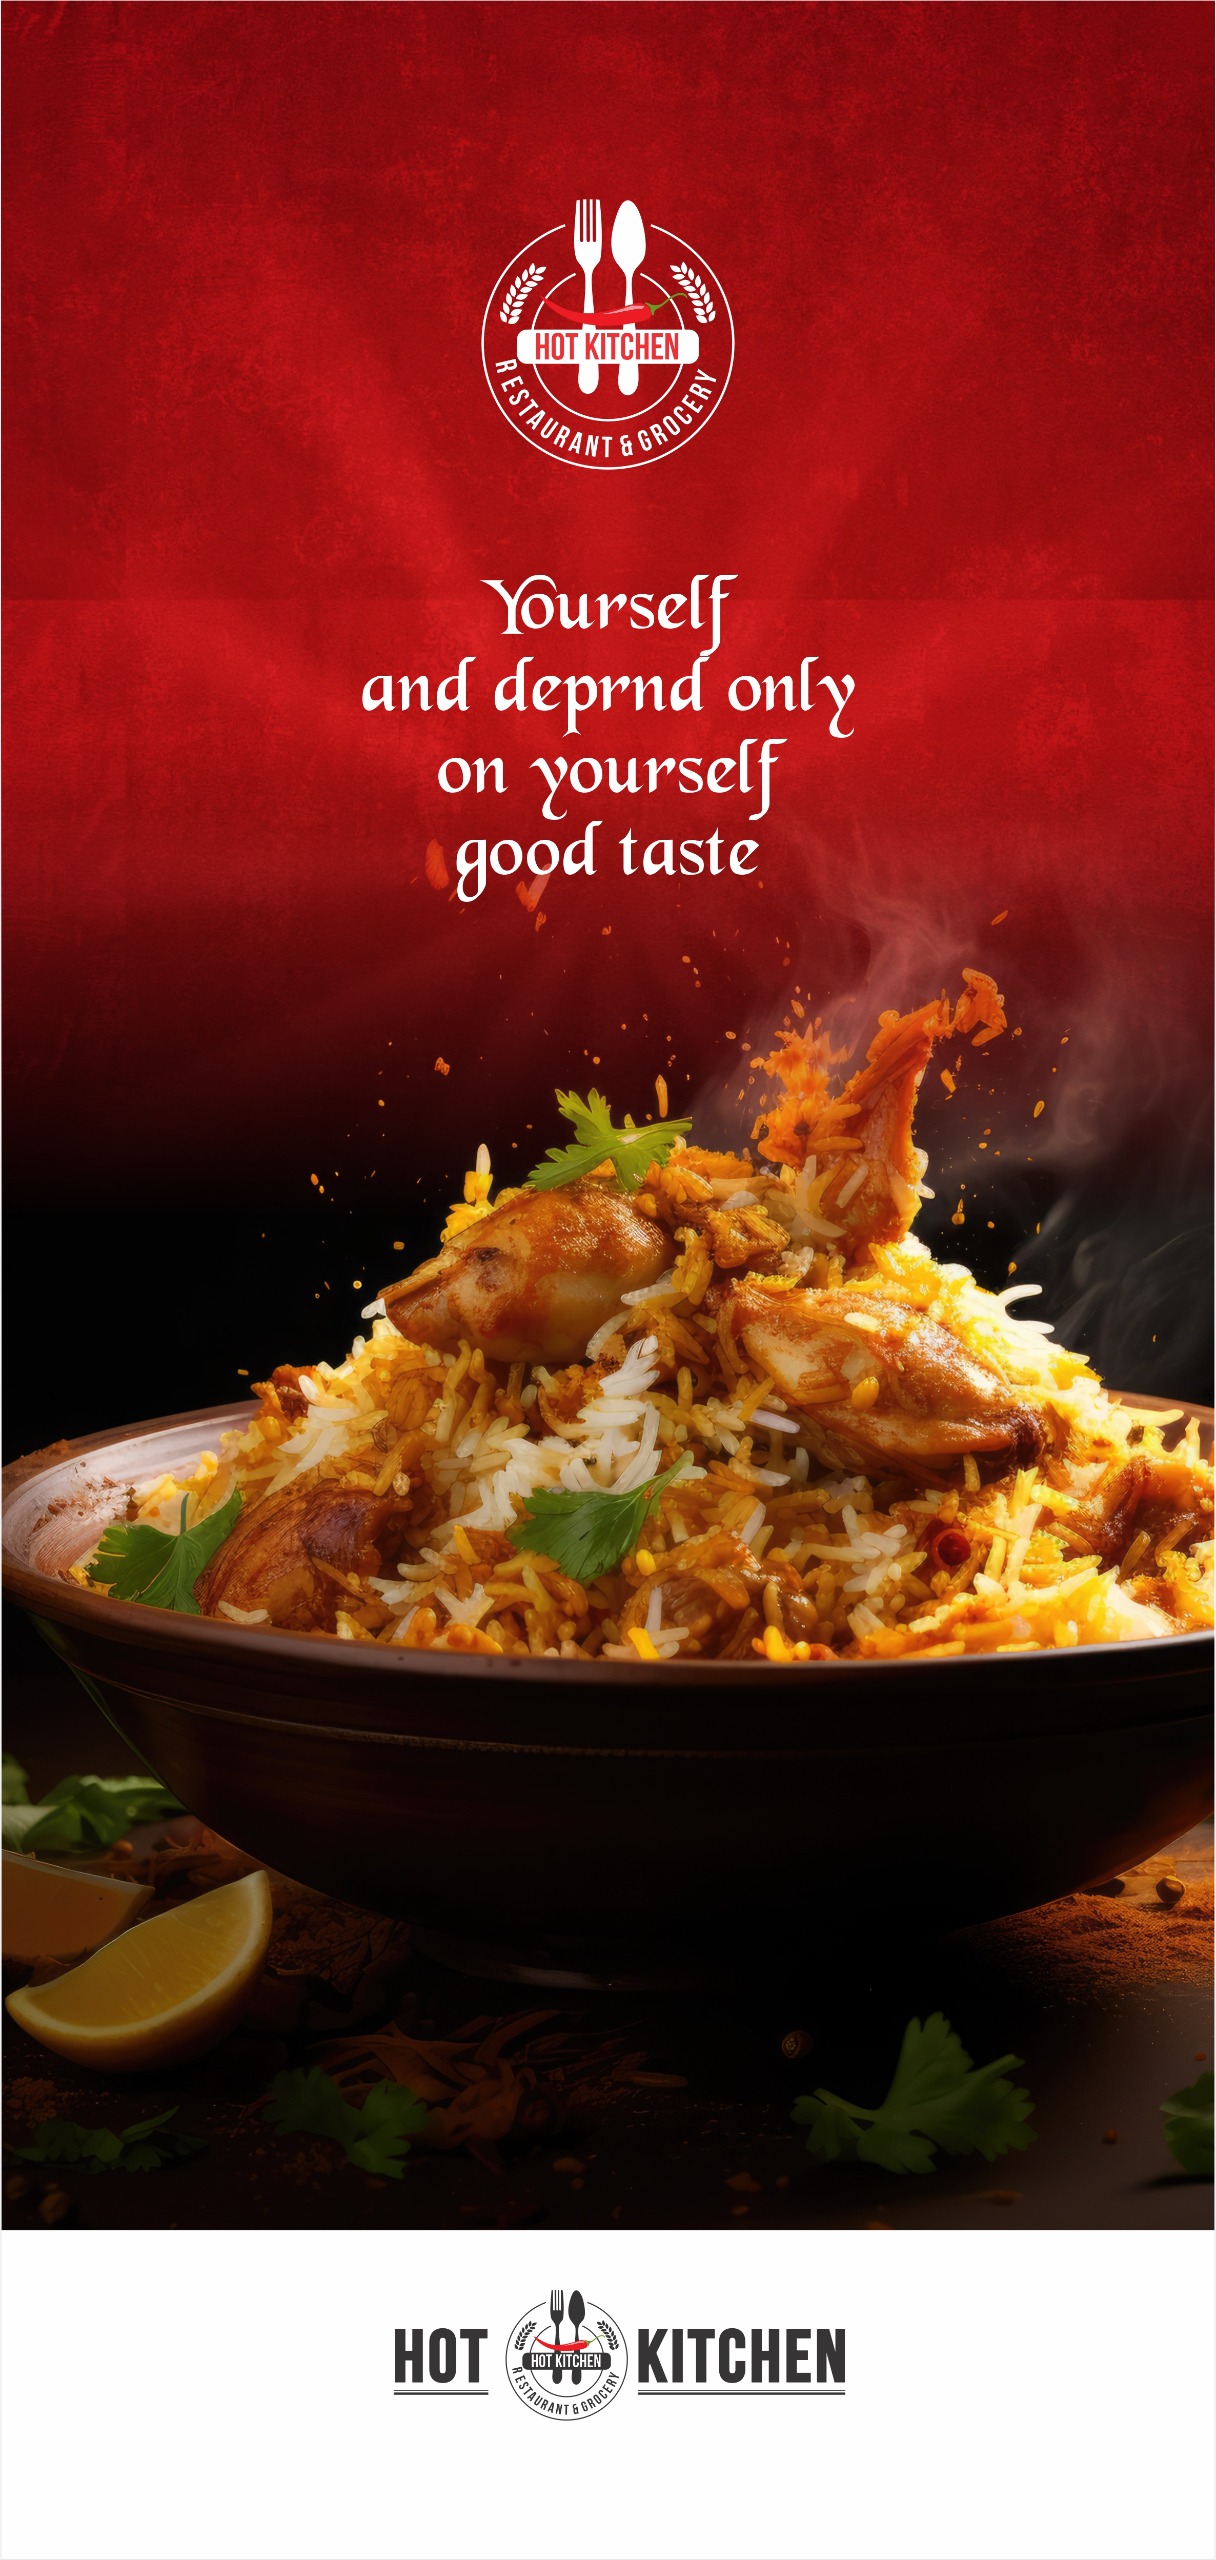 HOT KITCHEN
RESTAURANT & GROCERY
Yourself
and deprnd only
on yourself
good taste
HOT KITCHEN
HOT KITCHEN
RESTAURANT & GROCERY